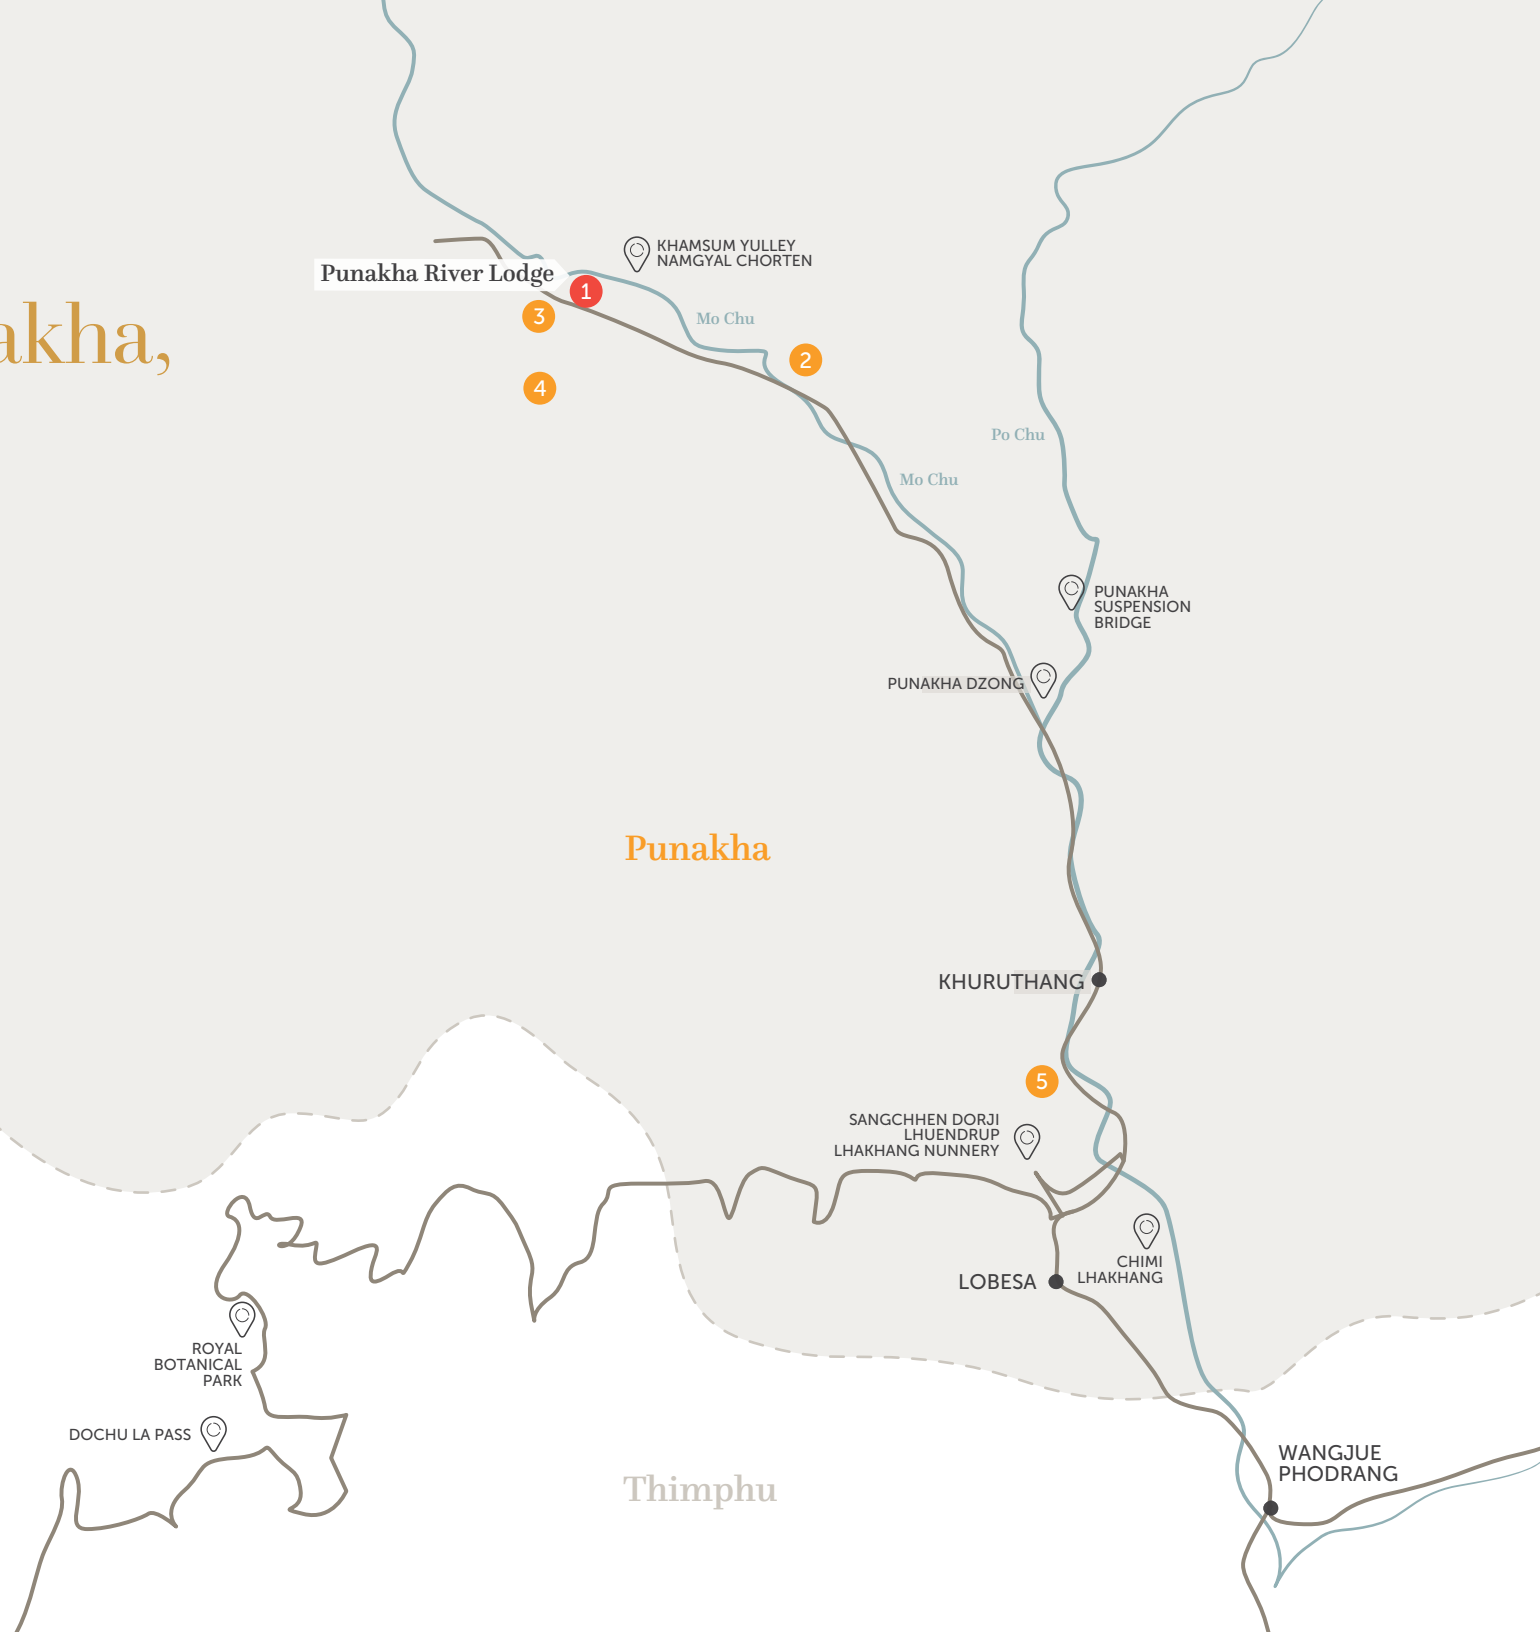 KHAMSUM YULLEY
NAMGYAL CHORTEN
Punakha River Lodge
1
3
Mo Chu
akha,
2
4
Po Chu
Mo Chu
PUNAKHA
SUSPENSION
BRIDGE
PUNAKHA DZONG
Punakha
KHURUTHANG
5
SANGCHHEN DORJI
LHUENDRUP
LHAKHANG NUNNERY
CHIMI
LHAKHANG
LOBESA
ROYAL
BOTANICAL
PARK
DOCHU LA PASS
WANGJUE
PHODRANG
Thimphu